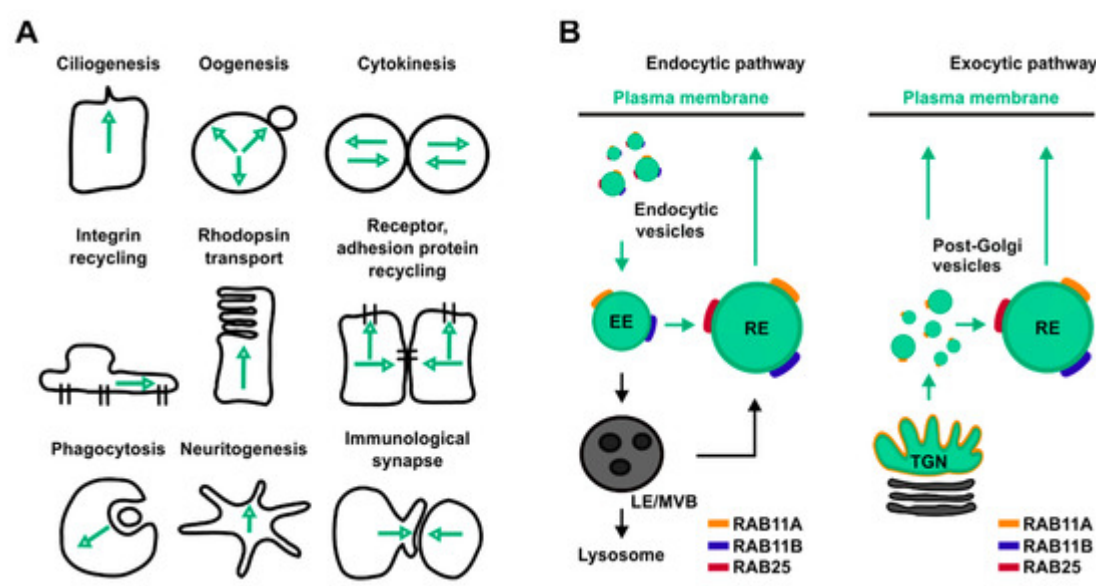 A
Ciliogenesis
Oogenesis
Cytokinesis
Integrin
recycling
Rhodopsin
transport
Receptor,
adhesion protein
recycling
Phagocytosis
Neuritogenesis
Immunological
synapse
B
Endocytic pathway
Plasma membrane
Endocytic
vesicles
EE
RE
LE/MVB
Lysosome
RAB11A
RAB11B
RAB25
Exocytic pathway
Plasma membrane
Post-Golgi
vesicles
RE
TGN
RAB11A
RAB11B
RAB25